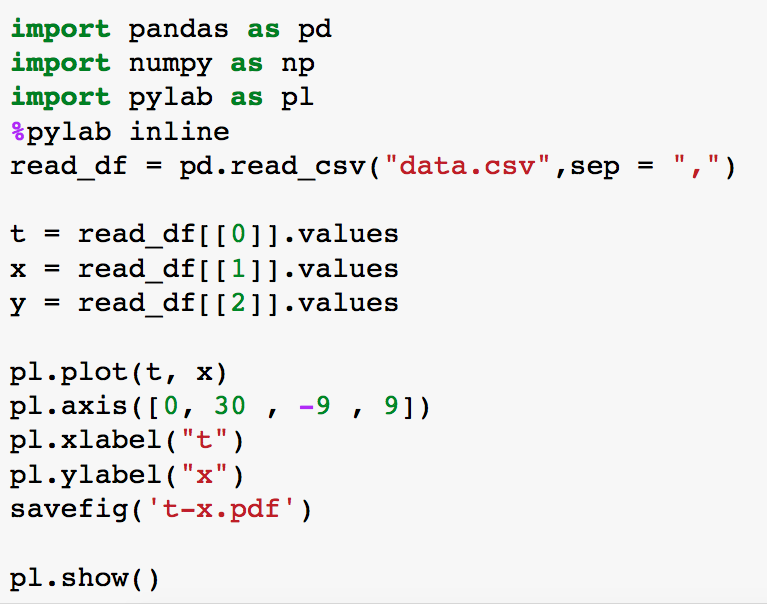 import pandas as pd
import numpy as np
import pylab as pl
%pylab inline
read_df = pd.read_csv("data.csv",sep = ",")
t = read_df[[0]].values
x = read_df[[1]].values
y = read_df[[2]].values
pl.plot(t, x)
pl.axis([0, 30 , -9 , 9])
pl.xlabel("t")
pl.ylabel("x")
savefig('t-x.pdf')
pl.show()